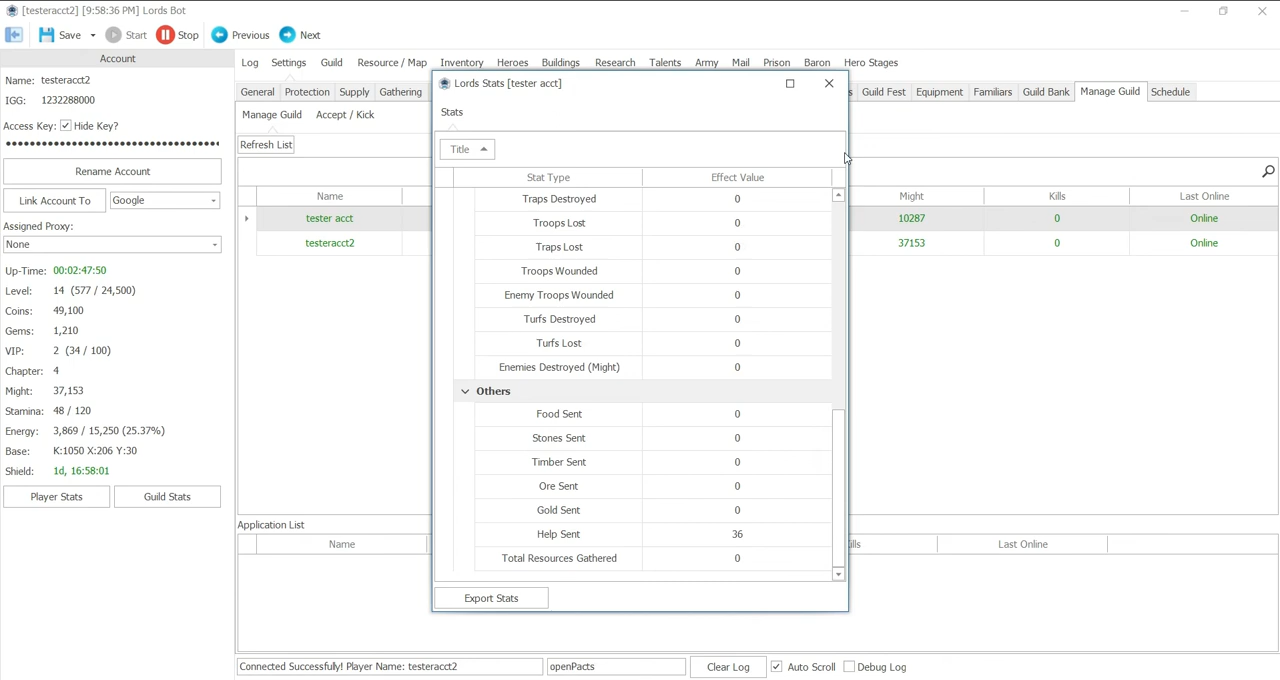 [testeracct2] [9:58:36 PM] Lords Bot
Save Start Stop Previous Next
Account
Name: testeracct2
IGG: 1232288000
Access Key: Hide Key?
Rename Account
Link Account To Google
Assigned Proxy:
None
Up-Time: 00:02:47:50
Level: 14 (577 / 24,500)
Coins: 49,100
Gems: 1,210
VIP: 2 (34 / 100)
Chapter: 4
Might: 37,153
Stamina: 48 / 120
Energy: 3,869 / 15,250 (25.37%)
Base: K:1050 X:206 Y:30
Shield: 1d, 16:58:01
Player Stats Guild Stats
Log Settings Guild Resource / Map Inventory Heroes Buildings Research Talents Army Mail Prison Baron Hero Stages
General Protection Supply Gathering s Guild Fest Equipment Familiars Guild Bank Manage Guild Schedule
Manage Guild Accept / Kick
Refresh List
Name Might Kills Last Online
tester acct 10287 0 Online
testeracct2 37153 0 Online
Application List
Name ills Last Online
Lords Stats [tester acct]
Stats
Title
Stat Type Effect Value
Traps Destroyed 0
Troops Lost 0
Traps Lost 0
Troops Wounded 0
Enemy Troops Wounded 0
Turfs Destroyed 0
Turfs Lost 0
Enemies Destroyed (Might) 0
Others
Food Sent 0
Stones Sent 0
Timber Sent 0
Ore Sent 0
Gold Sent 0
Help Sent 36
Total Resources Gathered 0
Export Stats
Connected Successfully! Player Name: testeracct2 openPacts Clear Log Auto Scroll Debug Log